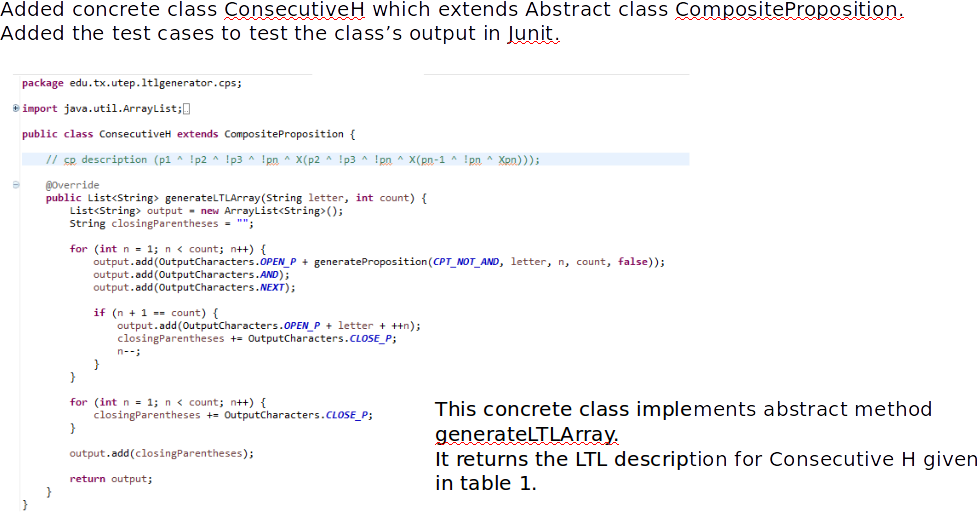 Added concrete class ConsecutiveH which extends Abstract class CompositeProposition.
Added the test cases to test the class’s output in Junit.
package edu.tx.utep.ltlgenerator.cps;
import java.util.ArrayList;
public class ConsecutiveH extends CompositeProposition {
// cp description (p1 ^ !p2 ^ !p3 ^ !pn ^ X(p2 ^ !p3 ^ !pn ^ X(pn-1 ^ !pn ^ Xpn)));
@Override
public List<String> generateLTLArray(String letter, int count) {
List<String> output = new ArrayList<String>();
String closingParentheses = "";
for (int n = 1; n < count; n++) {
output.add(OutputCharacters.OPEN_P + generateProposition(CPT_NOT_AND, letter, n, count, false));
output.add(OutputCharacters.AND);
output.add(OutputCharacters.NEXT);
if (n + 1 == count) {
output.add(OutputCharacters.OPEN_P + letter + ++n);
closingParentheses += OutputCharacters.CLOSE_P;
n--;
}
}
for (int n = 1; n < count; n++) {
closingParentheses += OutputCharacters.CLOSE_P;
}
output.add(closingParentheses);
return output;
}
}
This concrete class implements abstract method
generateLTLArray.
It returns the LTL description for Consecutive H given
in table 1.